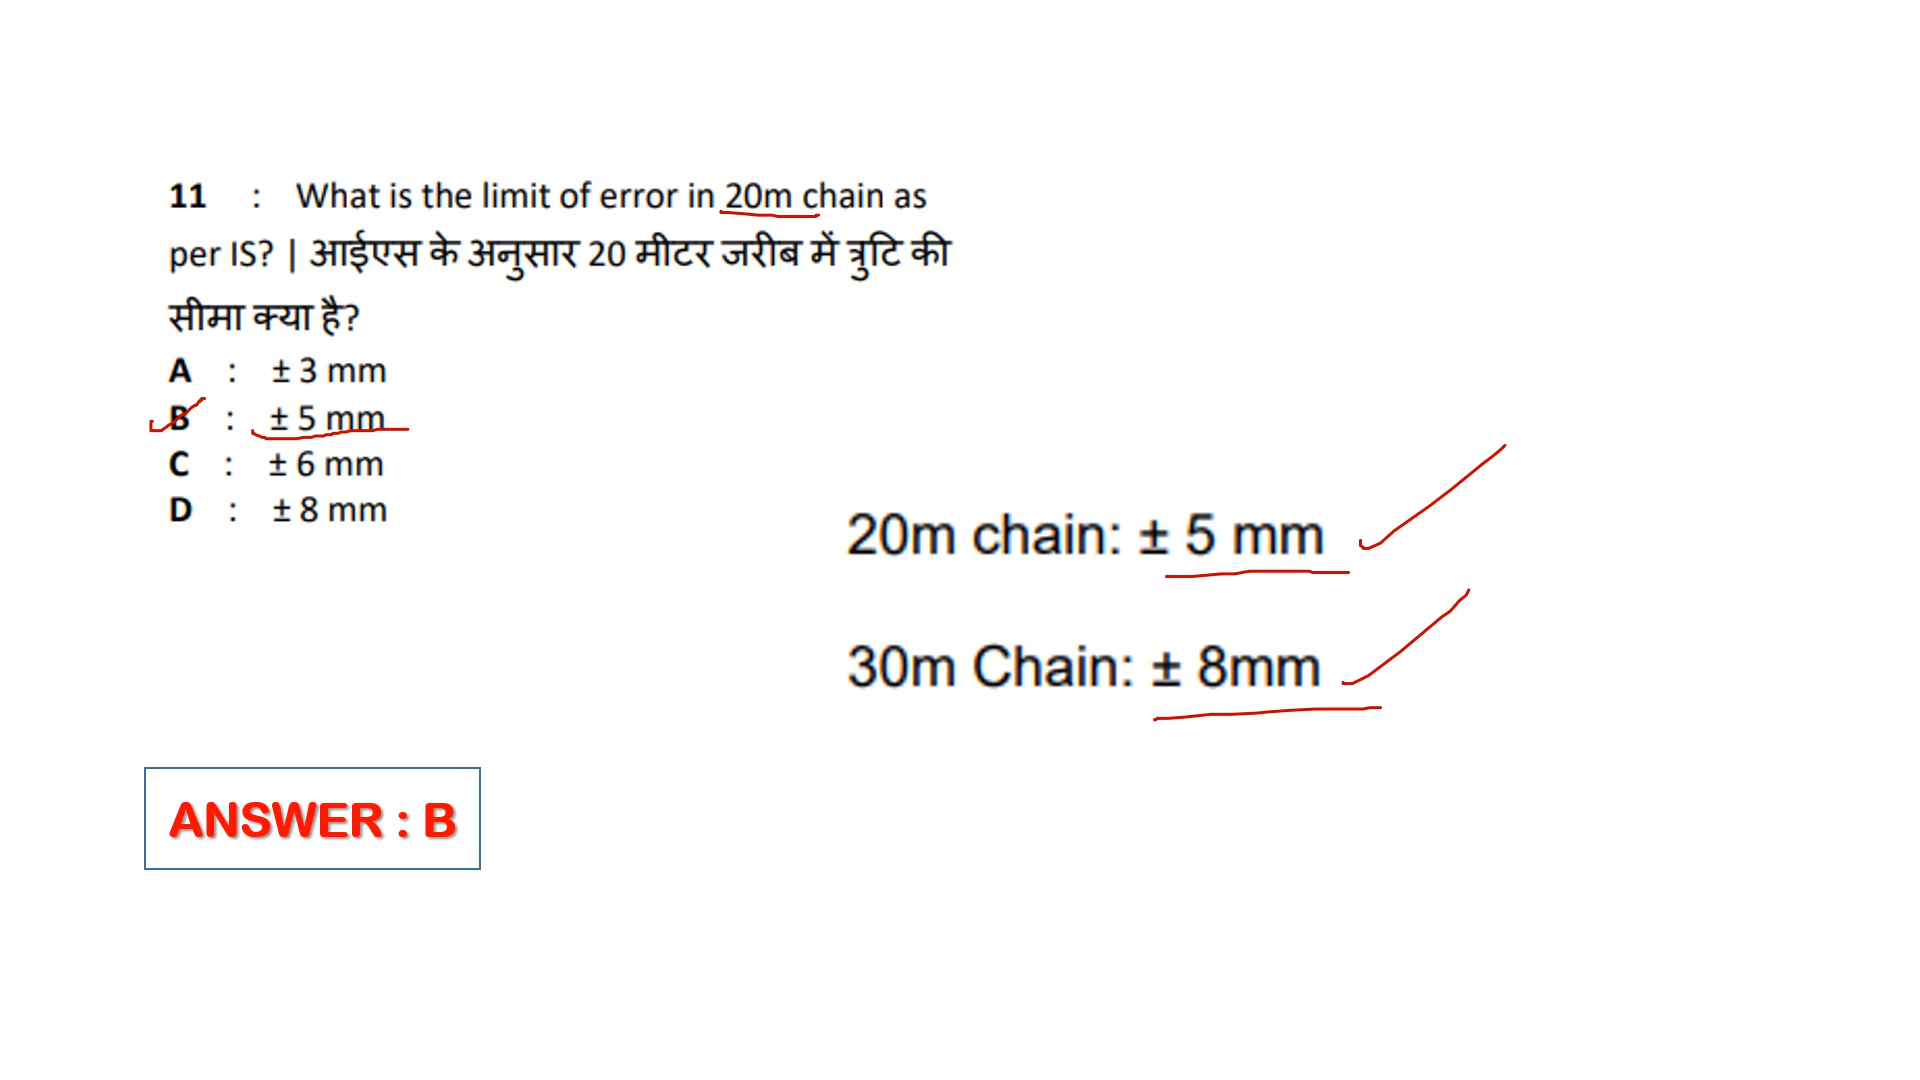 11 : What is the limit of error in 20m chain as
per IS? | आईएस के अनुसार 20 मीटर जरीब में त्रुटि की
सीमा क्या है?
A : ± 3 mm
B : ± 5 mm
C : ± 6 mm
D : ± 8 mm
20m chain: ± 5 mm
30m Chain: ± 8mm
ANSWER : B